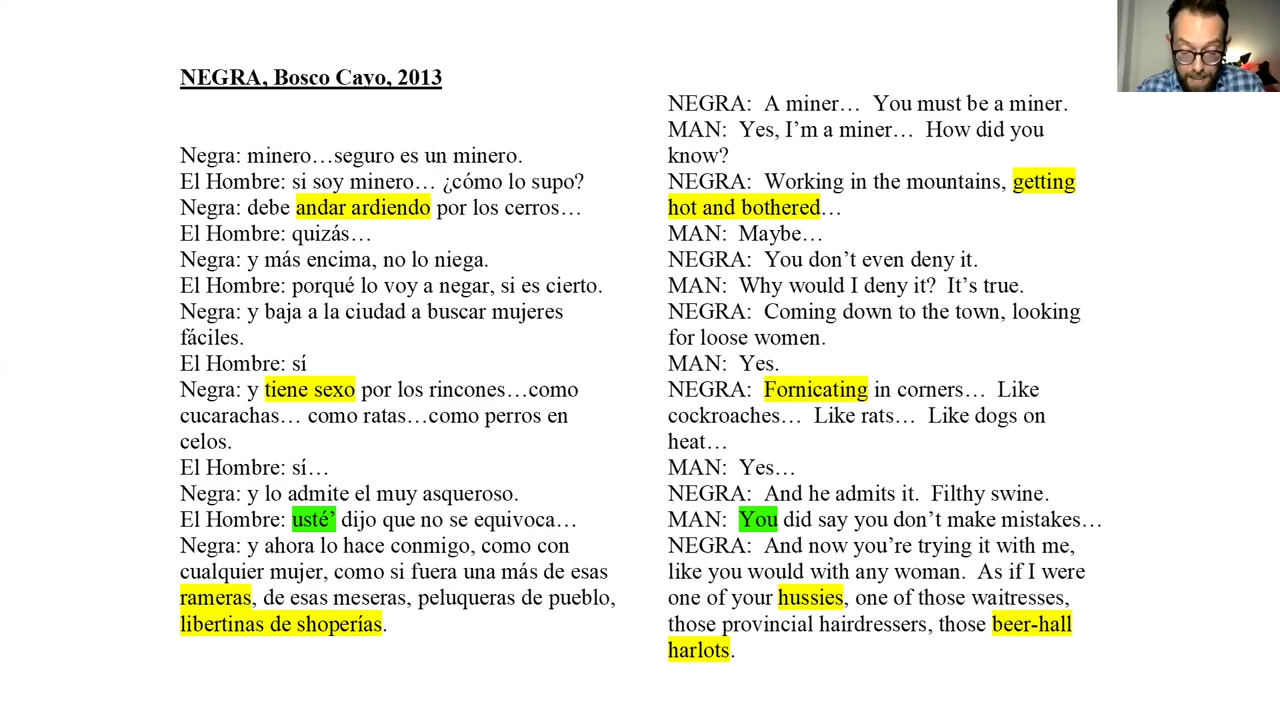 NEGRA, Bosco Cayo, 2013
Negra: minero…seguro es un minero.
El Hombre: si soy minero… ¿cómo lo supo?
Negra: debe andar ardiendo por los cerros…
El Hombre: quizás…
Negra: y más encima, no lo niega.
El Hombre: porqué lo voy a negar, si es cierto.
Negra: y baja a la ciudad a buscar mujeres
fáciles.
El Hombre: sí
Negra: y tiene sexo por los rincones…como
cucarachas… como ratas…como perros en
celos.
El Hombre: sí…
Negra: y lo admite el muy asqueroso.
El Hombre: usté’ dijo que no se equivoca…
Negra: y ahora lo hace conmigo, como con
cualquier mujer, como si fuera una más de esas
rameras, de esas meseras, peluqueras de pueblo,
libertinas de shoperías.
NEGRA: A miner… You must be a miner.
MAN: Yes, I’m a miner… How did you
know?
NEGRA: Working in the mountains, getting
hot and bothered…
MAN: Maybe…
NEGRA: You don’t even deny it.
MAN: Why would I deny it? It’s true.
NEGRA: Coming down to the town, looking
for loose women.
MAN: Yes.
NEGRA: Fornicating in corners… Like
cockroaches… Like rats… Like dogs on
heat…
MAN: Yes…
NEGRA: And he admits it. Filthy swine.
MAN: You did say you don’t make mistakes…
NEGRA: And now you’re trying it with me,
like you would with any woman. As if I were
one of your hussies, one of those waitresses,
those provincial hairdressers, those beer-hall
harlots.